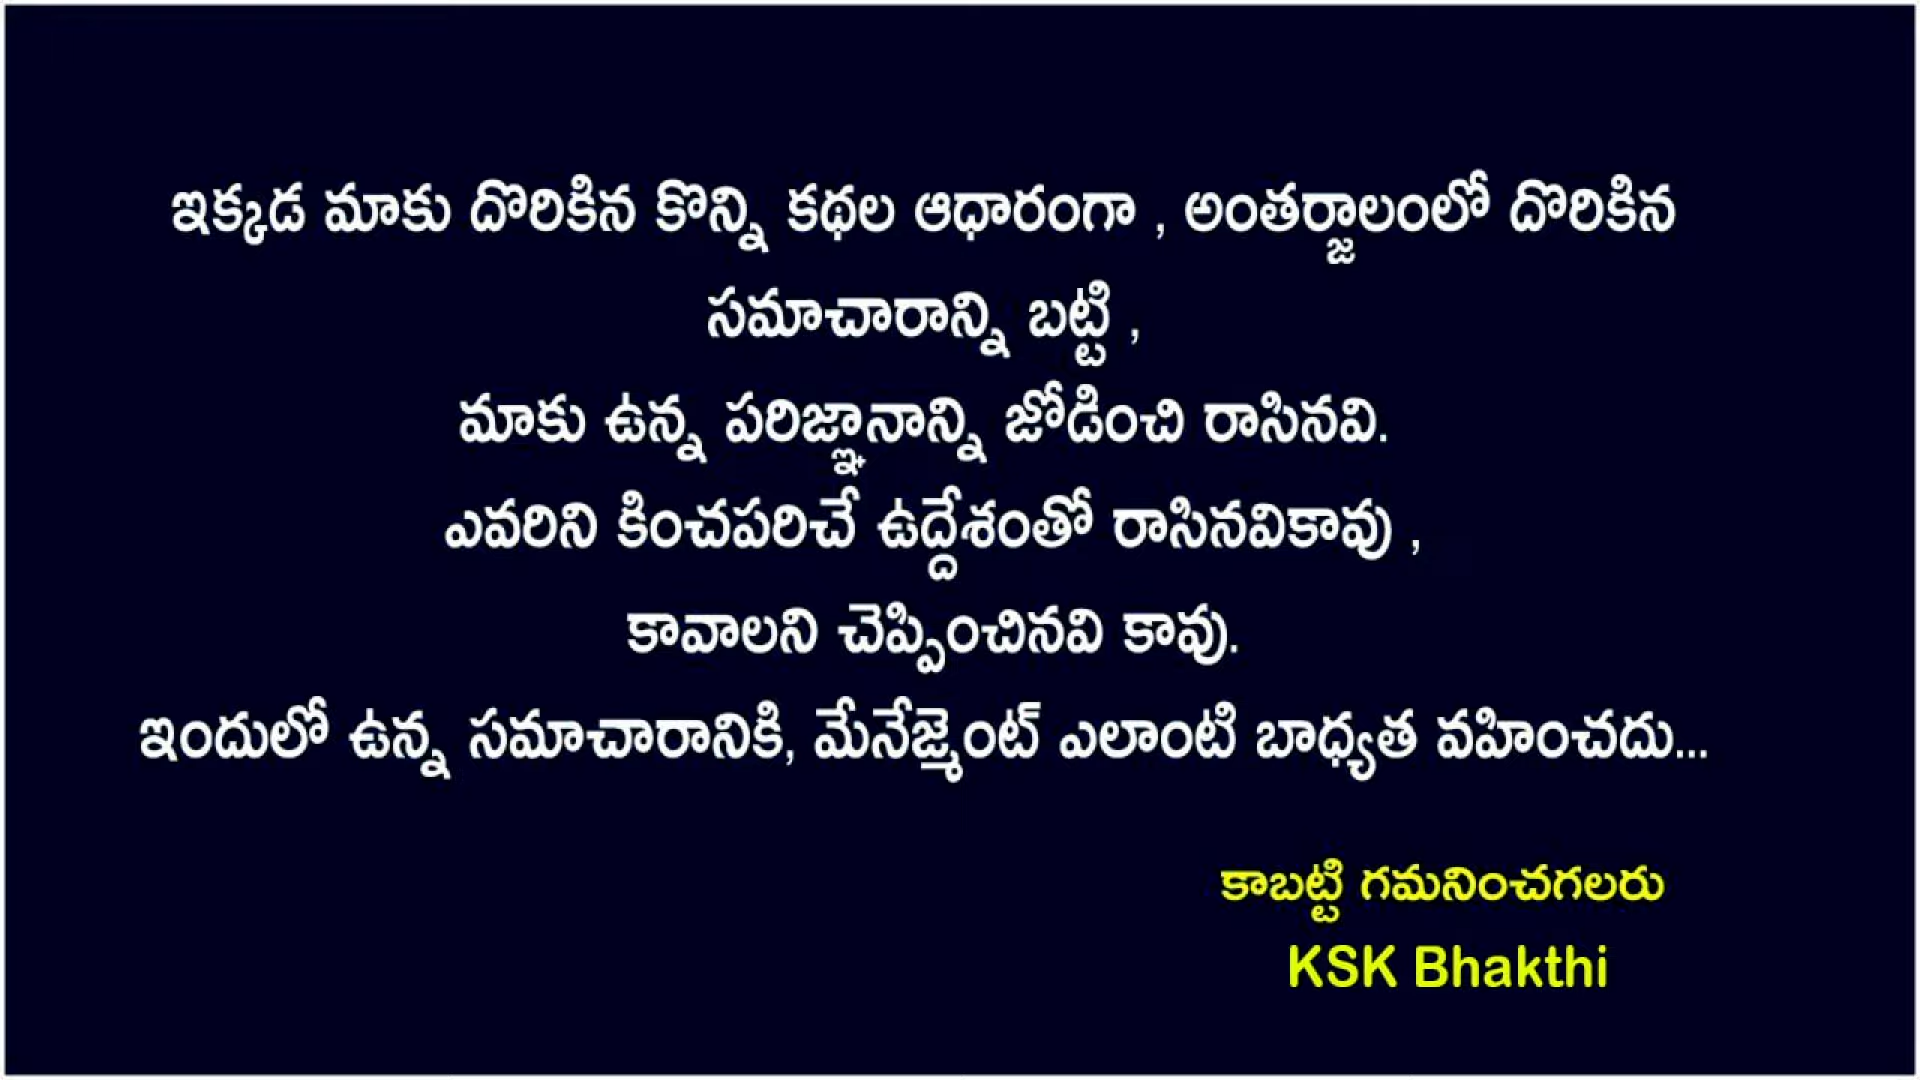 ఇక్కడ మాకు దొరికిన కొన్ని కథల ఆధారంగా , అంతర్జాలంలో దొరికిన
సమాచారాన్ని బట్టి ,
మాకు ఉన్న పరిజ్ఞానాన్ని జోడించి రాసినవి.
ఎవరిని కించపరిచే ఉద్దేశంతో రాసినవికావు ,
కావాలని చెప్పించినవి కావు.
ఇందులో ఉన్న సమాచారానికి, మేనేజ్మెంట్ ఎలాంటి బాధ్యత వహించదు...
కాబట్టి గమనించగలరు
KSK Bhakthi